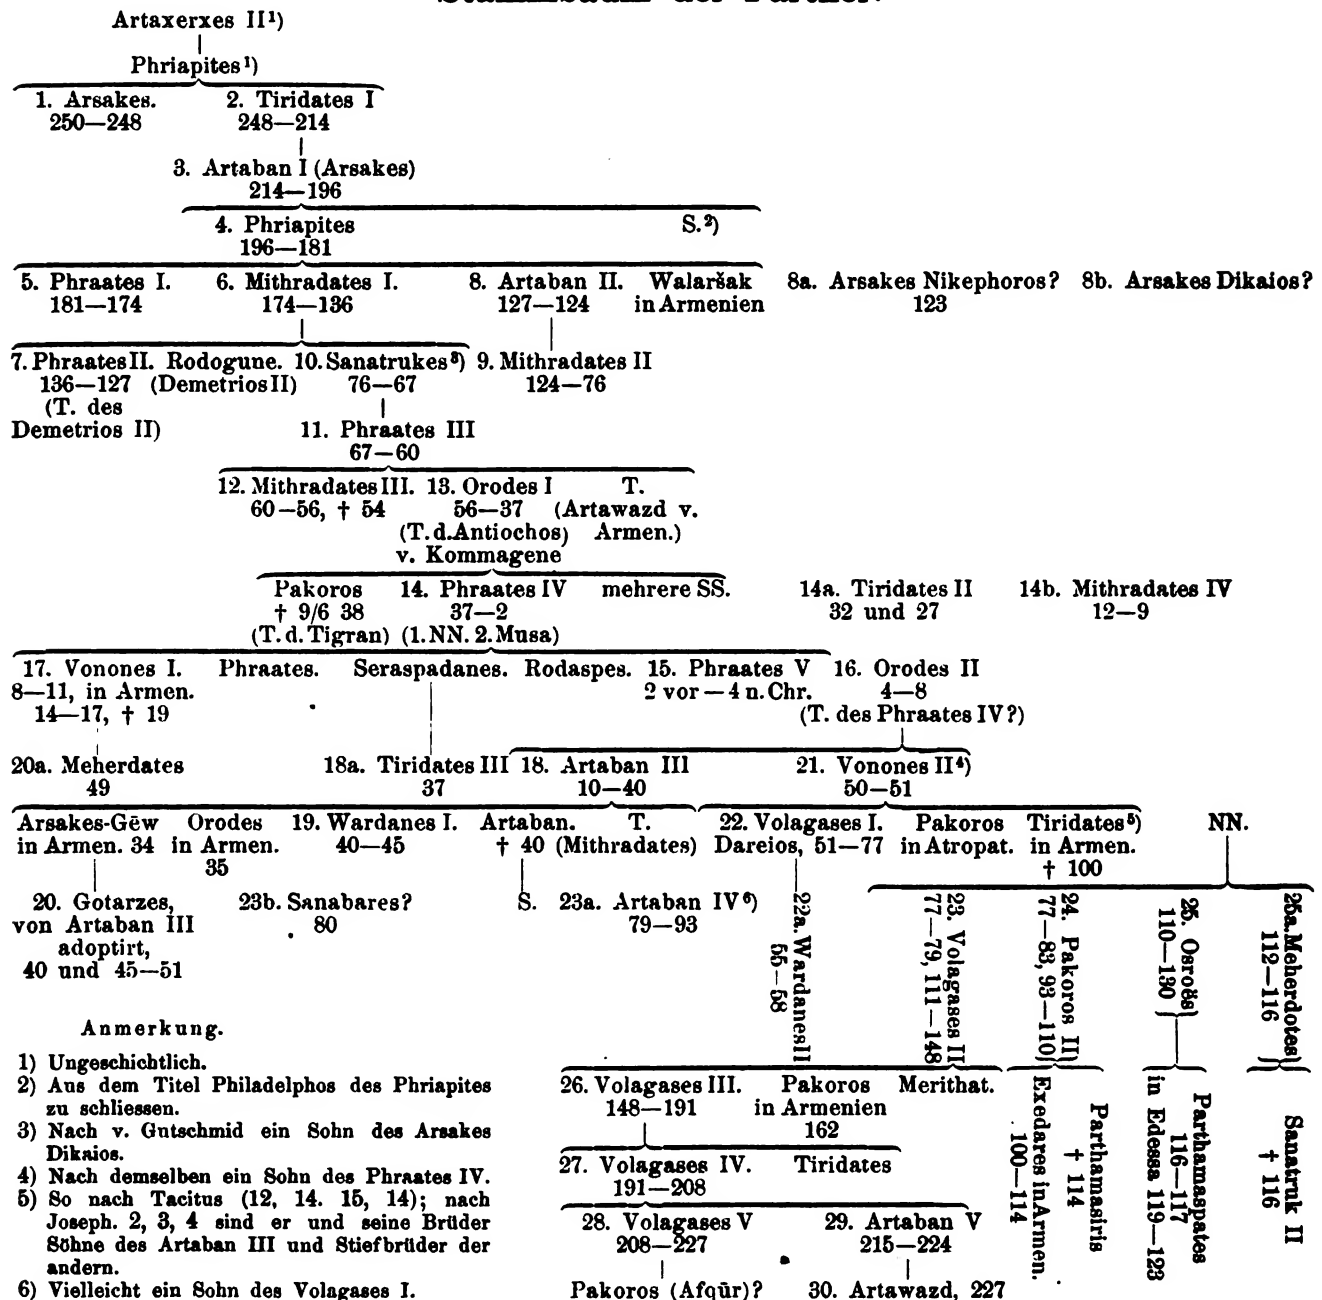 Artaxerxes II¹)
Phriapites¹)
1. Arsakes. 2. Tiridates I
250—248 248—214
3. Artaban I (Arsakes)
214—196
4. Phriapites S.²)
196—181
5. Phraates I. 6. Mithradates I. 8. Artaban II. Walaršak 8a. Arsakes Nikephoros? 8b. Arsakes Dikaios?
181—174 174—136 127—124 in Armenien 123
7. Phraates II. Rodogune. 10. Sanatrukes³) 9. Mithradates II
136—127 (Demetrios II) 76—67 124—76
(T. des
Demetrios II) 11. Phraates III
67—60
12. Mithradates III. 13. Orodes I T.
60—56, † 54 56—37 (Artawazd v.
(T. d. Antiochos) Armen.)
v. Kommagene
Pakoros 14. Phraates IV mehrere SS. 14a. Tiridates II 14b. Mithradates IV
† 9/6 38 37—2 32 und 27 12—9
(T. d. Tigran) (1. NN. 2. Musa)
17. Vonones I. Phraates. Seraspadanes. Rodaspes. 15. Phraates V 16. Orodes II
8—11, in Armen. 2 vor — 4 n. Chr. 4—8
14—17, † 19 (T. des Phraates IV?)
20a. Meherdates 18a. Tiridates III 18. Artaban III 21. Vonones II⁴)
49 37 10—40 50—51
Arsakes-Gēw Orodes 19. Wardanes I. Artaban. T. 22. Volagases I. Pakoros Tiridates⁵) NN.
in Armen. 34 in Armen. 40—45 † 40 (Mithradates) Dareios, 51—77 in Atropat. in Armen.
35 † 100
20. Gotarzes, 23b. Sanabares? S. 23a. Artaban IV⁶)
von Artaban III 80 79—93
adoptirt,
40 und 45—51
22a. Wardanes II
55—58
23. Volagases II
77—79, 111—148
24. Pakoros II
77—83, 93—110
25. Osroës
110—130
25a. Meherdotes
112—116
26. Volagases III. Pakoros Merithat.
148—191 in Armenien
162
Exedares in Armen.
100—114
Parthamasiris
† 114
Parthamaspates
116—117
in Edessa 119—123
Sanatruk II
† 116
27. Volagases IV. Tiridates
191—208
28. Volagases V 29. Artaban V
208—227 215—224
Pakoros (Afqūr)? 30. Artawazd, 227
Anmerkung.
1) Ungeschichtlich.
2) Aus dem Titel Philadelphos des Phriapites
zu schliessen.
3) Nach v. Gutschmid ein Sohn des Arsakes
Dikaios.
4) Nach demselben ein Sohn des Phraates IV.
5) So nach Tacitus (12, 14. 15, 14); nach
Joseph. 2, 3, 4 sind er und seine Brüder
Söhne des Artaban III und Stiefbrüder der
andern.
6) Vielleicht ein Sohn des Volagases I.